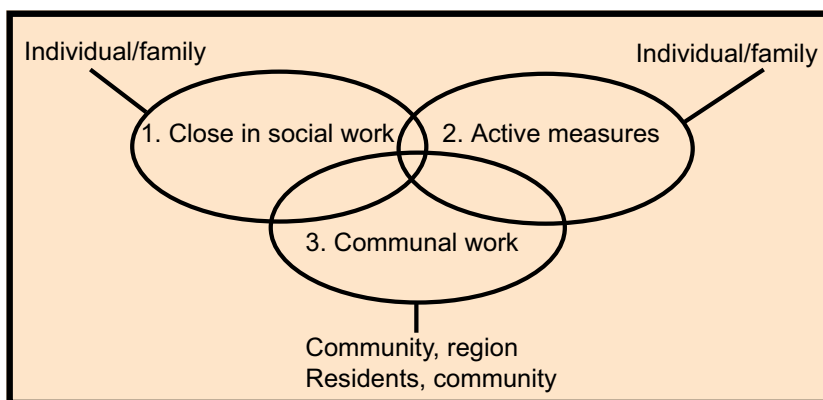 Individual/family
Individual/family
1. Close in social work
2. Active measures
3. Communal work
Community, region
Residents, community